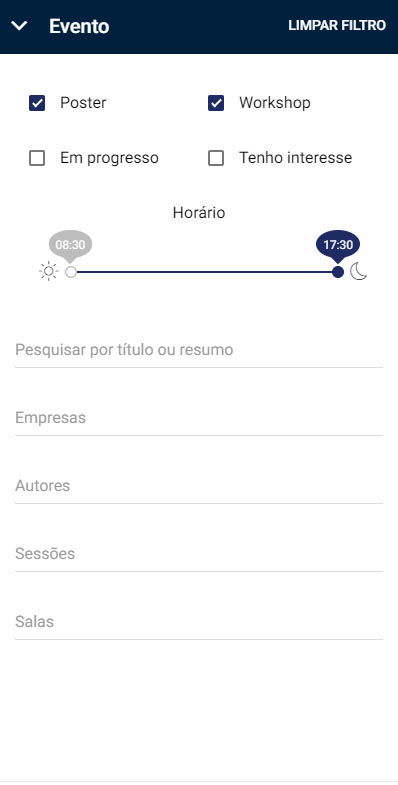 Evento LIMPAR FILTRO
Poster Workshop
Em progresso Tenho interesse
Horário
08:30 17:30
Pesquisar por título ou resumo
Empresas
Autores
Sessões
Salas